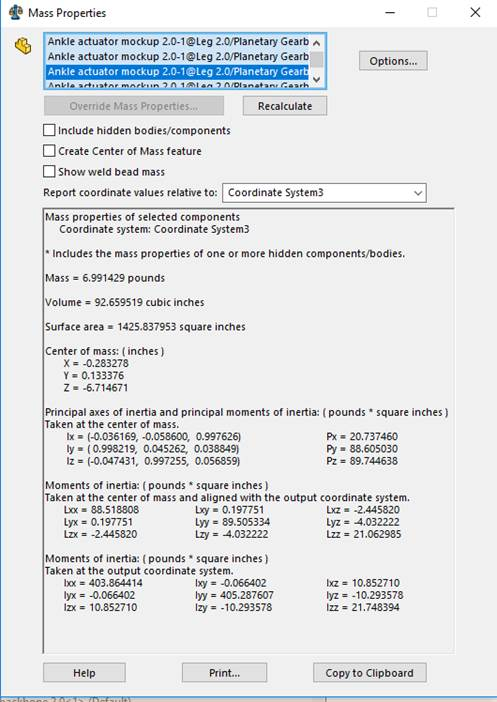 Mass Properties
Ankle actuator mockup 2.0-1@Leg 2.0/Planetary Gearb
Ankle actuator mockup 2.0-1@Leg 2.0/Planetary Gearb
Ankle actuator mockup 2.0-1@Leg 2.0/Planetary Gearb
Ankle actuator mockup 2.0-1@Leg 2.0/Planetary Gearb
Options...
Override Mass Properties... Recalculate
Include hidden bodies/components
Create Center of Mass feature
Show weld bead mass
Report coordinate values relative to: Coordinate System3
Mass properties of selected components
Coordinate system: Coordinate System3
* Includes the mass properties of one or more hidden components/bodies.
Mass = 6.991429 pounds
Volume = 92.659519 cubic inches
Surface area = 1425.837953 square inches
Center of mass: ( inches )
X = -0.283278
Y = 0.133376
Z = -6.714671
Principal axes of inertia and principal moments of inertia: ( pounds * square inches )
Taken at the center of mass.
Ix = (-0.036169, -0.058600, 0.997626) Px = 20.737460
Iy = ( 0.998219, 0.045262, 0.038849) Py = 88.605030
Iz = (-0.047431, 0.997255, 0.056859) Pz = 89.744638
Moments of inertia: ( pounds * square inches )
Taken at the center of mass and aligned with the output coordinate system.
Lxx = 88.518808 Lxy = 0.197751 Lxz = -2.445820
Lyx = 0.197751 Lyy = 89.505334 Lyz = -4.032222
Lzx = -2.445820 Lzy = -4.032222 Lzz = 21.062985
Moments of inertia: ( pounds * square inches )
Taken at the output coordinate system.
Ixx = 403.864414 Ixy = -0.066402 Ixz = 10.852710
Iyx = -0.066402 Iyy = 405.287607 Iyz = -10.293578
Izx = 10.852710 Izy = -10.293578 Izz = 21.748394
Help Print... Copy to Clipboard
backbone 2.0<1> (Default)